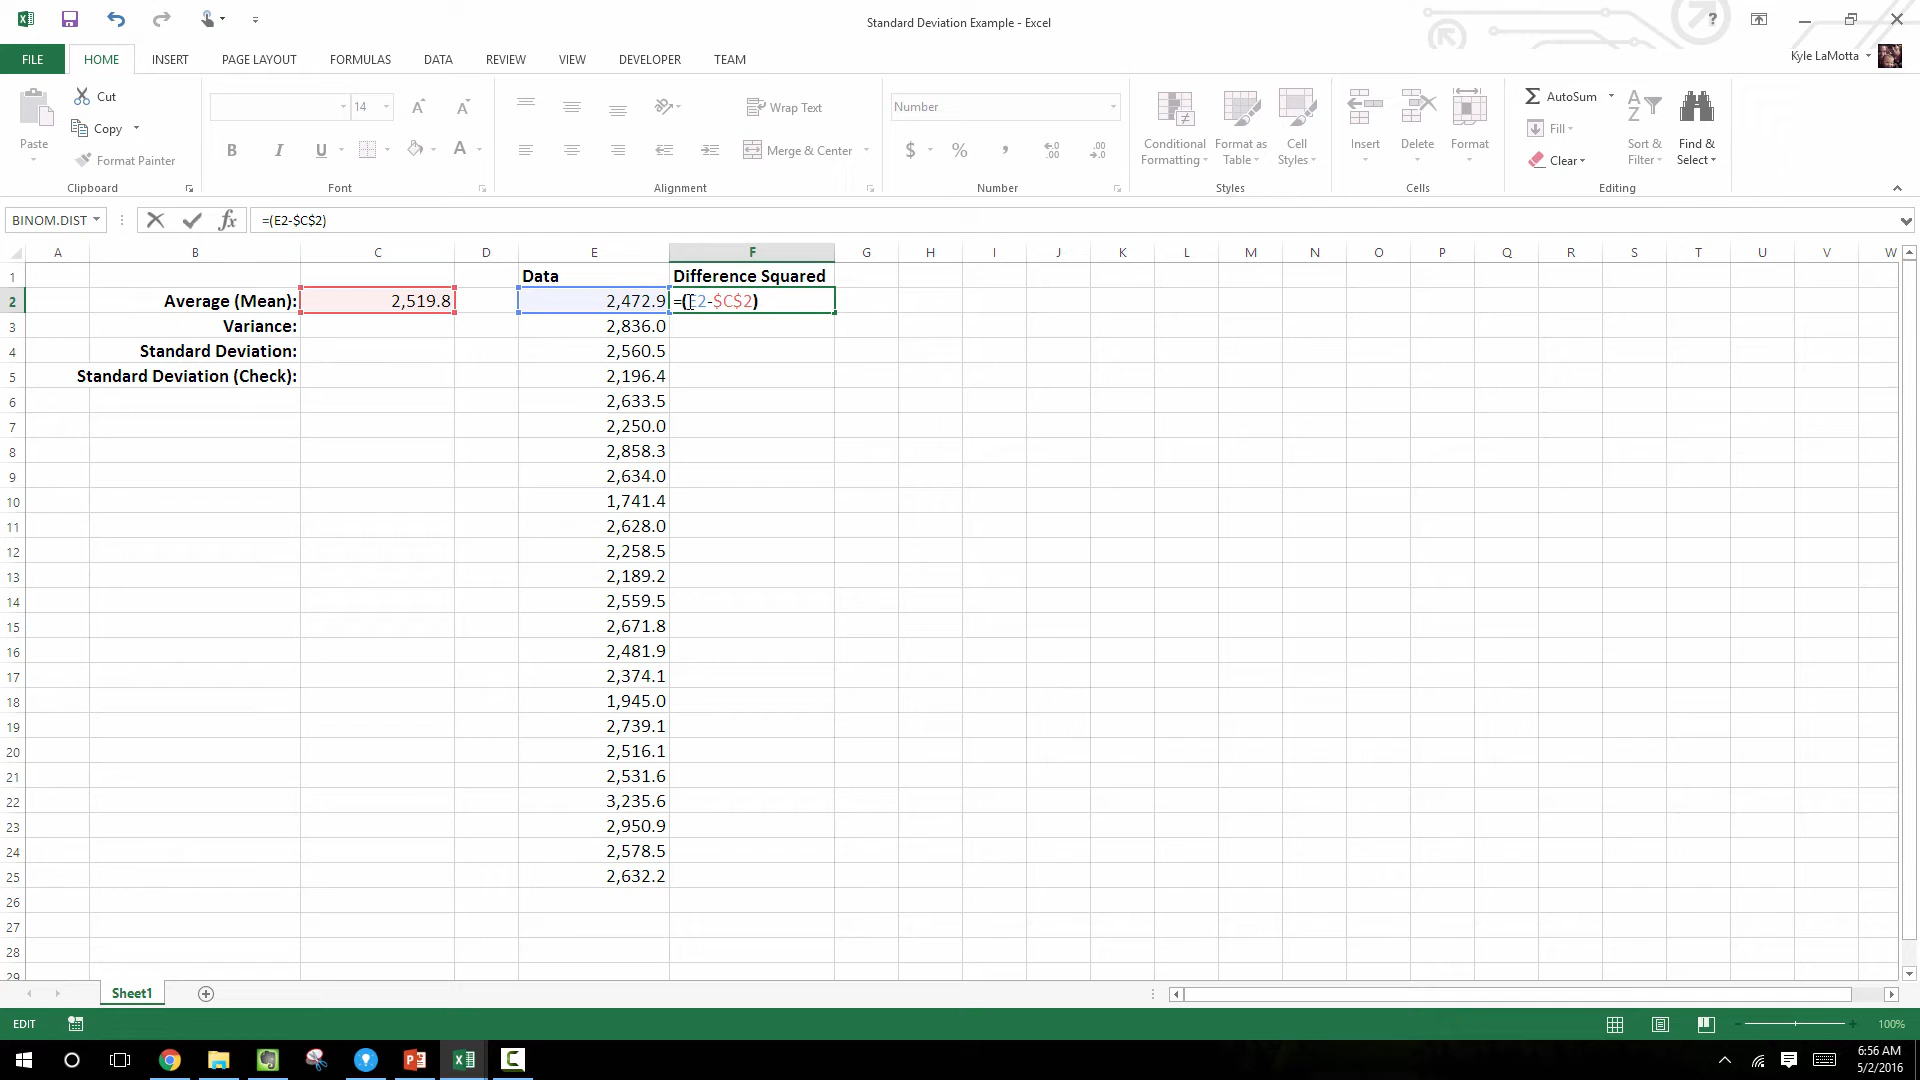 Standard Deviation Example - Excel
?
FILE HOME INSERT PAGE LAYOUT FORMULAS DATA REVIEW VIEW DEVELOPER TEAM
Kyle LaMotta
Paste
Cut
Copy
Format Painter
Clipboard
14
B I U A
Font
Wrap Text
Merge & Center
Alignment
Number
$ % ,
Number
Conditional Formatting
Format as Table
Cell Styles
Styles
Insert Delete Format
Cells
AutoSum
Fill
Clear
Sort & Filter
Find & Select
Editing
BINOM.DIST fx =(E2-$C$2)
A B C D E F G H I J K L M N O P Q R S T U V W
1 Data Difference Squared
2 Average (Mean): 2,519.8 2,472.9 =(E2-$C$2)
3 Variance: 2,836.0
4 Standard Deviation: 2,560.5
5 Standard Deviation (Check): 2,196.4
6 2,633.5
7 2,250.0
8 2,858.3
9 2,634.0
10 1,741.4
11 2,628.0
12 2,258.5
13 2,189.2
14 2,559.5
15 2,671.8
16 2,481.9
17 2,374.1
18 1,945.0
19 2,739.1
20 2,516.1
21 2,531.6
22 3,235.6
23 2,950.9
24 2,578.5
25 2,632.2
26
27
28
29
Sheet1
EDIT 100%
6:56 AM
5/2/2016